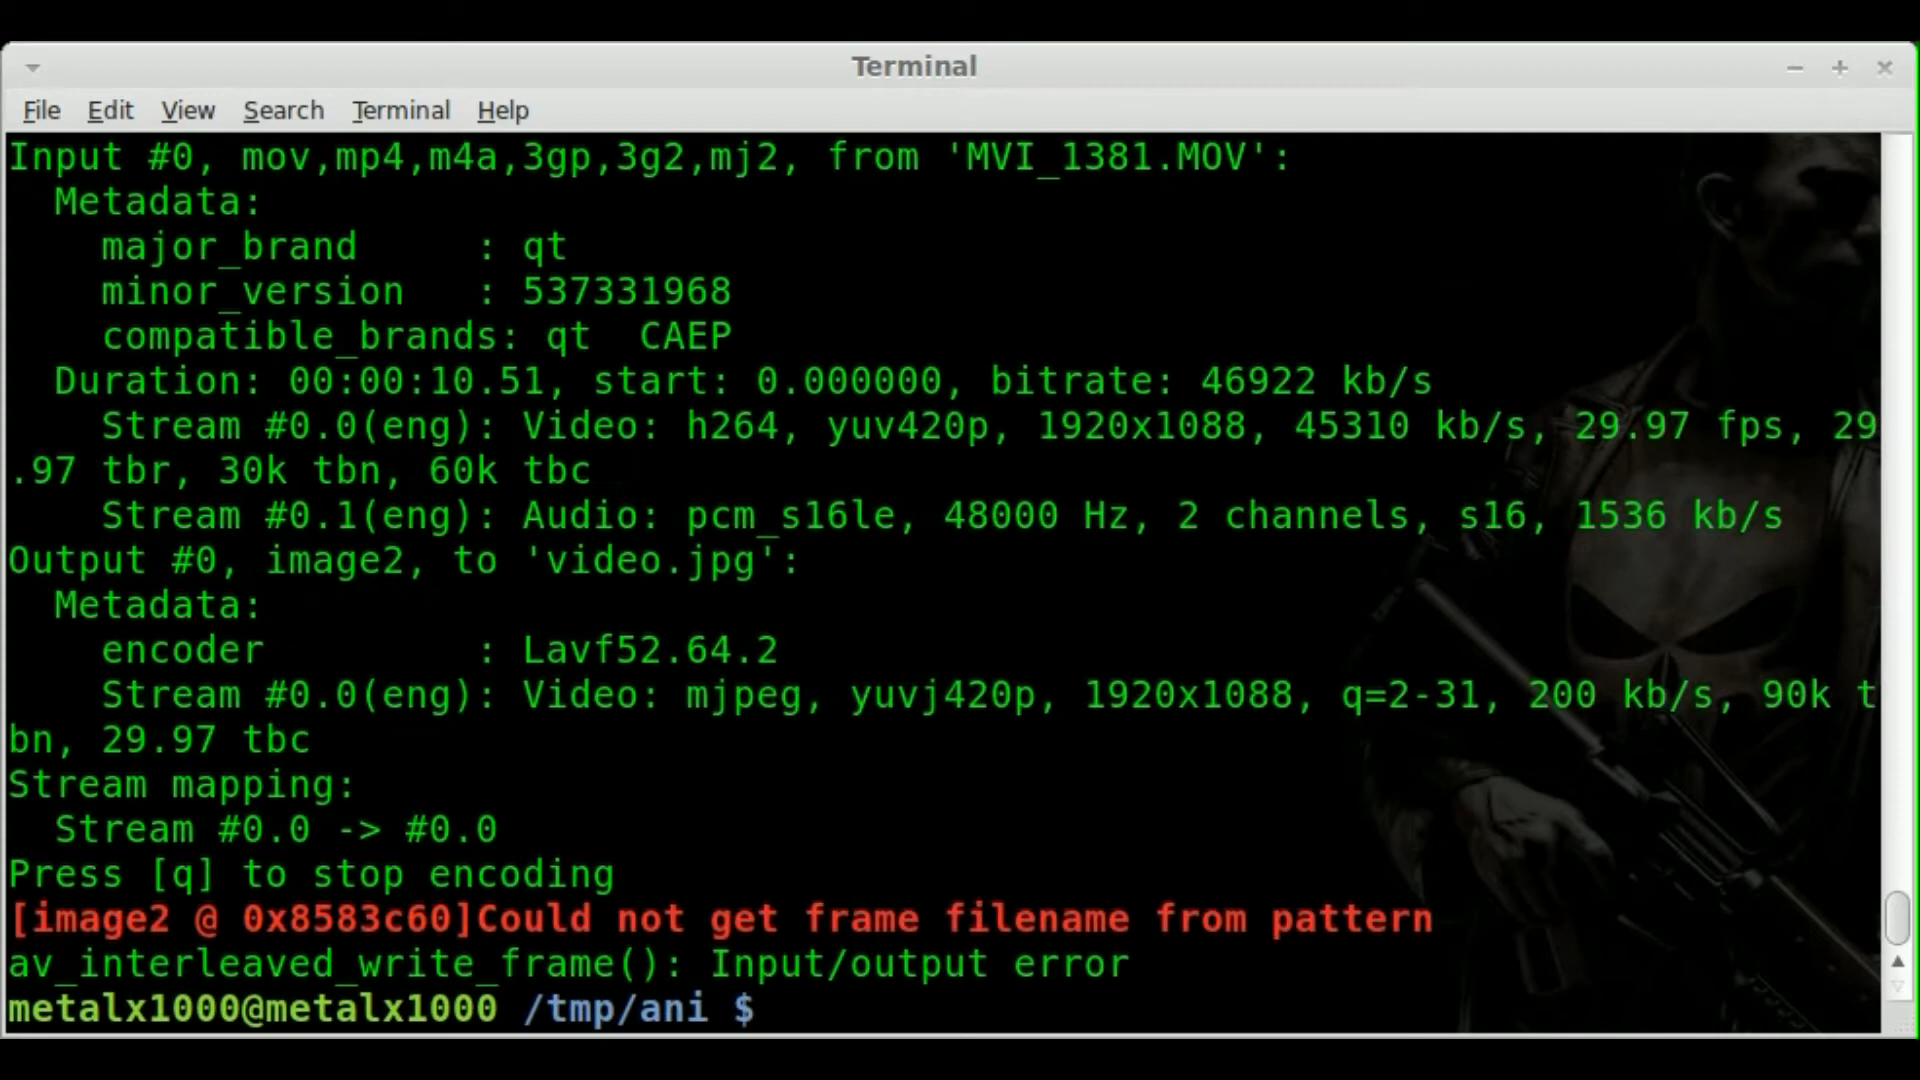 Terminal
File Edit View Search Terminal Help
Input #0, mov,mp4,m4a,3gp,3g2,mj2, from 'MVI_1381.MOV':
  Metadata:
    major_brand     : qt
    minor_version   : 537331968
    compatible_brands: qt  CAEP
  Duration: 00:00:10.51, start: 0.000000, bitrate: 46922 kb/s
    Stream #0.0(eng): Video: h264, yuv420p, 1920x1088, 45310 kb/s, 29.97 fps, 29
.97 tbr, 30k tbn, 60k tbc
    Stream #0.1(eng): Audio: pcm_s16le, 48000 Hz, 2 channels, s16, 1536 kb/s
Output #0, image2, to 'video.jpg':
  Metadata:
    encoder         : Lavf52.64.2
    Stream #0.0(eng): Video: mjpeg, yuvj420p, 1920x1088, q=2-31, 200 kb/s, 90k t
bn, 29.97 tbc
Stream mapping:
  Stream #0.0 -> #0.0
Press [q] to stop encoding
[image2 @ 0x8583c60]Could not get frame filename from pattern
av_interleaved_write_frame(): Input/output error
metalx1000@metalx1000 /tmp/ani $